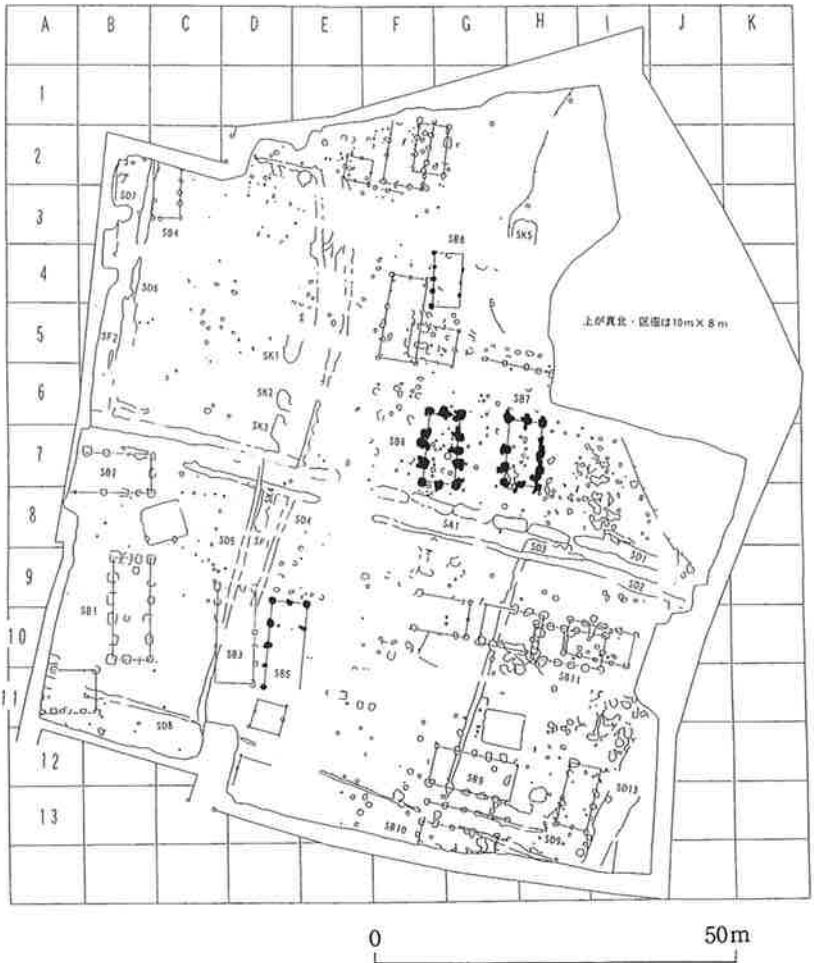 A B C D E F G H I J K
1
2
SD7
3
SB4
SK5
4
SB8
SD6
5
上が真北・区画は10m×8m
SF2
SK1
6
SK2
SB7
SK3
7
SB2
8
SA1
SD5
SD4
SD3
SD1
9
SD2
SB1
10
SB3
SB5
SB11
11
SD8
12
SB9
SD13
13
SB10
SD9
0 50m